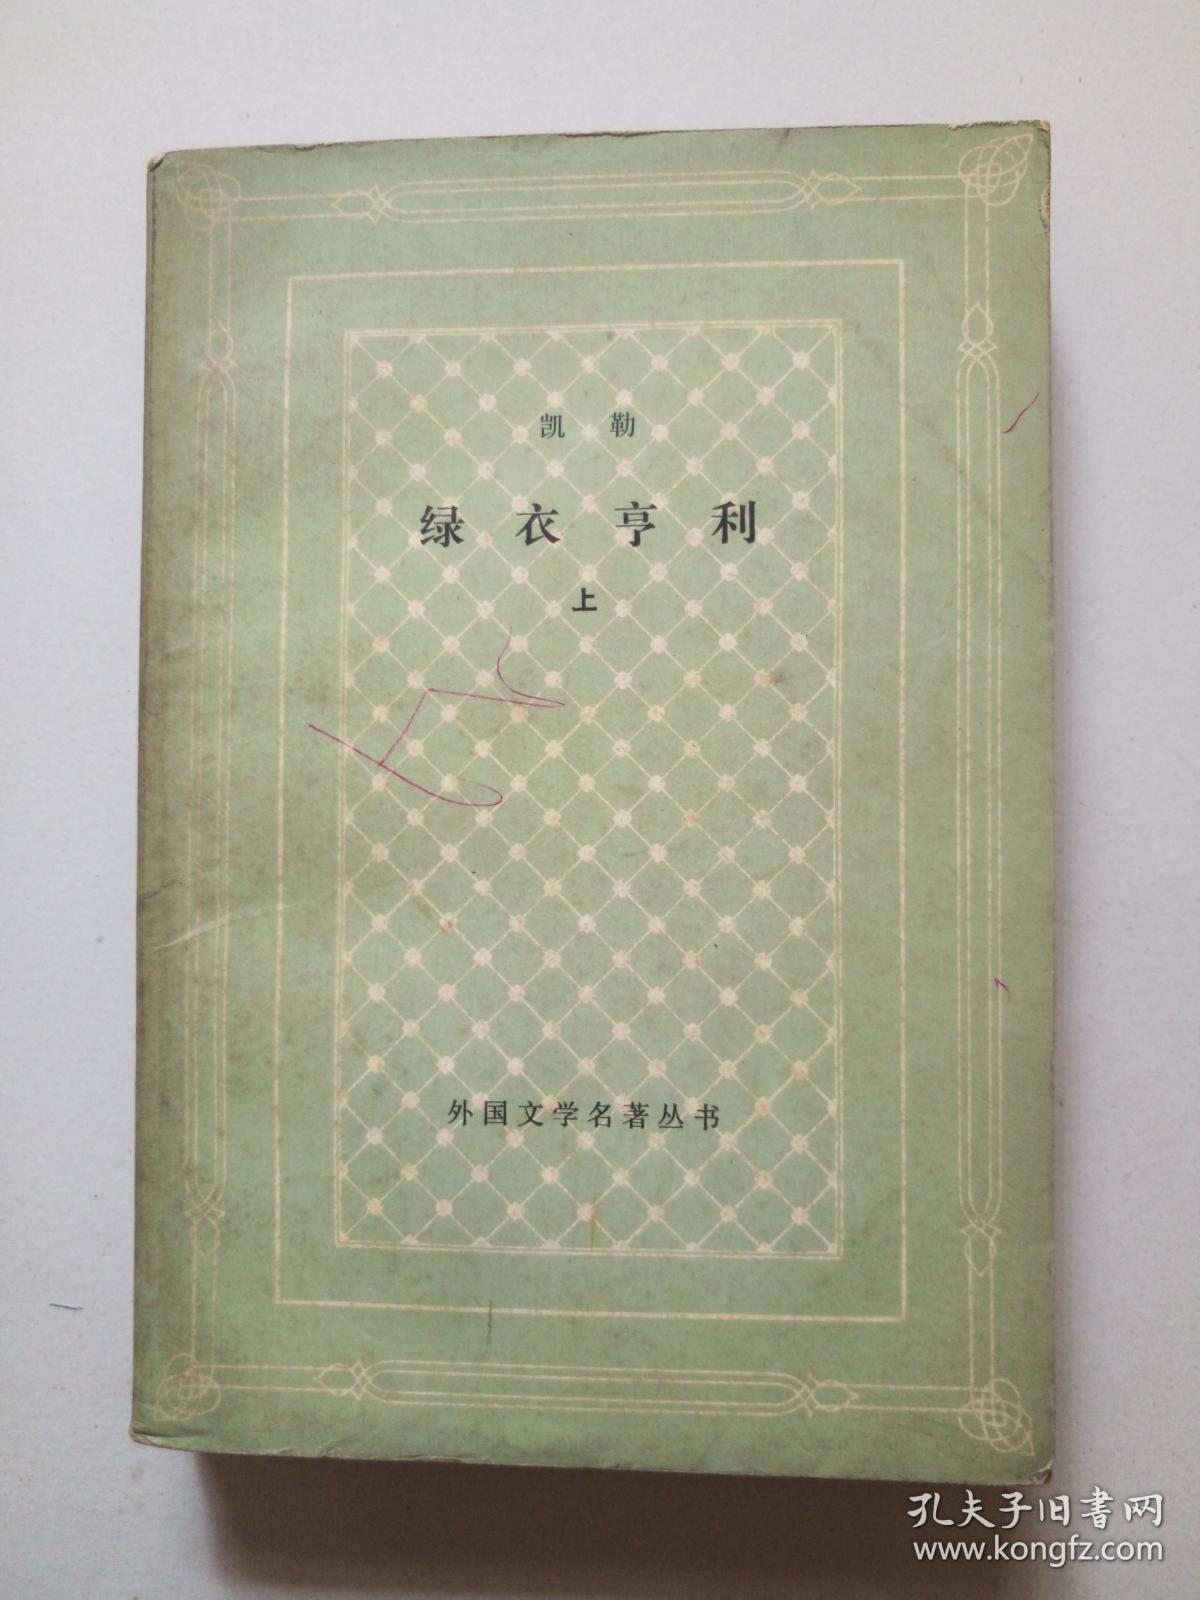 凯勒
绿衣亨利
上
外国文学名著丛书
孔夫子旧书网
www.kongfz.com